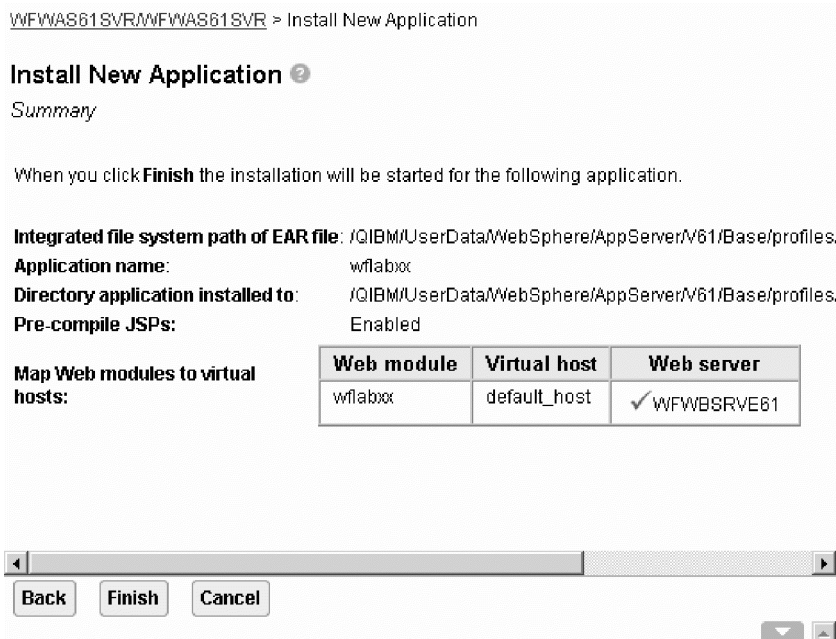 WFWAS61SVR/WFWAS61SVR > Install New Application
Install New Application ?
Summary
When you click Finish the installation will be started for the following application.
Integrated file system path of EAR file: /QIBM/UserData/WebSphere/AppServer/V61/Base/profiles.
Application name: wflabxx
Directory application installed to: /QIBM/UserData/WebSphere/AppServer/V61/Base/profiles.
Pre-compile JSPs: Enabled
Map Web modules to virtual hosts:
Web module Virtual host Web server
wflabxx default_host ✓WFWBSRVE61
Back Finish Cancel